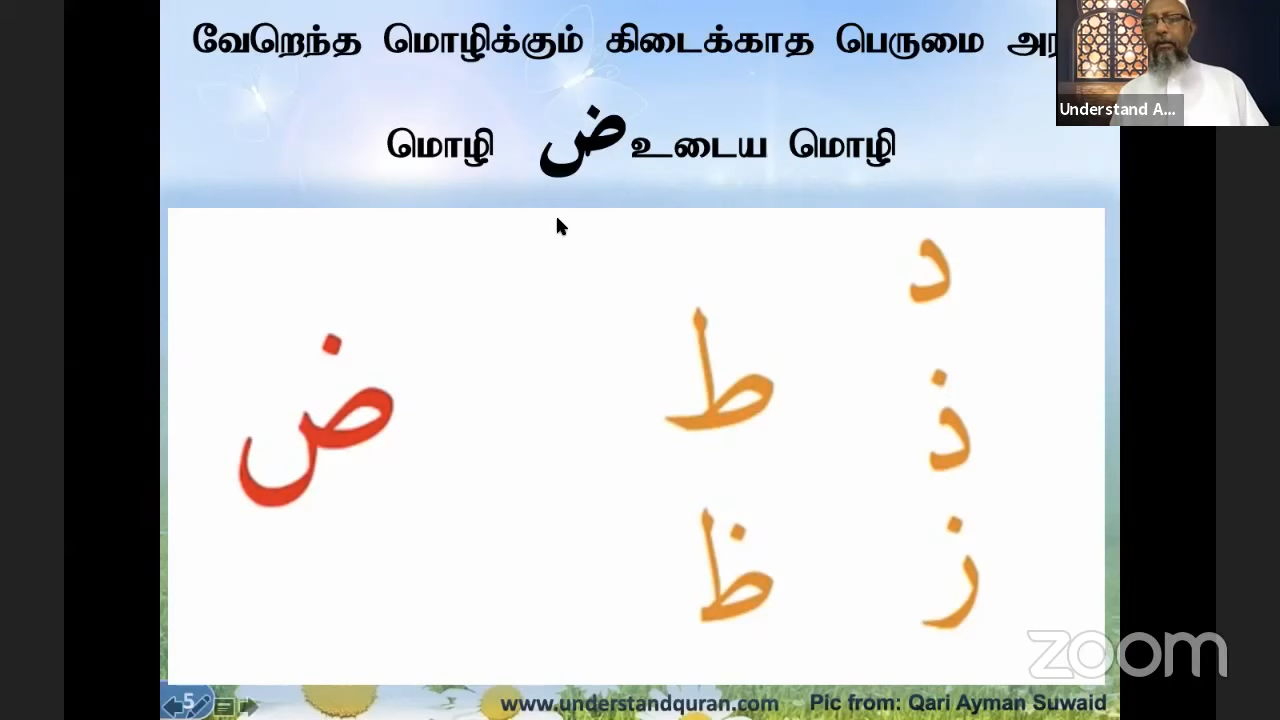 வேறெந்த மொழிக்கும் கிடைக்காத பெருமை
மொழி ض உடைய மொழி
Understand A...
د
ط
ذ
ض
ظ
ز
zoom
5
www.understandquran.com
Pic from: Qari Ayman Suwaid